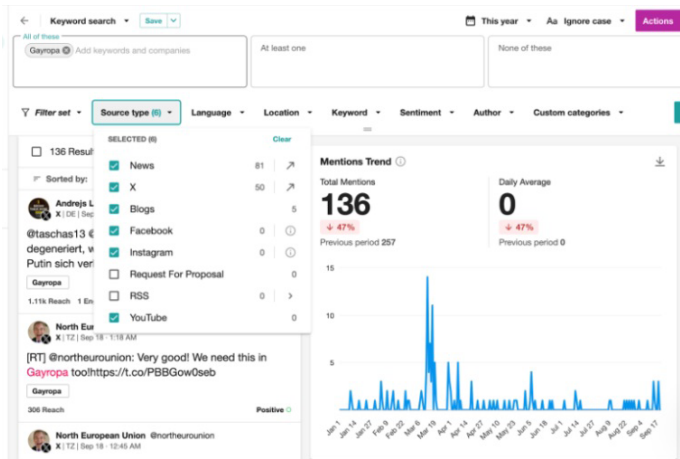 Keyword search
Save
This year
Aa Ignore case
Actions
All of these
Gayropa
Add keywords and companies
At least one
None of these
Filter set
Source type (6)
Language
Location
Keyword
Sentiment
Author
Custom categories
SELECTED (6)
Clear
News 81
X 50
Blogs 5
Facebook 0
Instagram 0
Request For Proposal 0
RSS 0
YouTube 0
136
Sorted by:
Andrejs
X | DE | Sep
@taschas13
degeneriert,
Putin sich
Gayropa
1.11k Reach
North
X | TZ | Sep 18 · 1:18 AM
[RT] @northeurounion: Very good! We need this in
Gayropa too!https://t.co/PBBGow0seb
Gayropa
306 Reach
Positive
North European Union @northeurounion
X | TZ | Sep 18 · 12:45 AM
Mentions Trend
Total Mentions
136
47%
Previous period 257
Daily Average
0
47%
Previous period 0
15
10
5
Jan 1
Jan 14
Jan 27
Feb 9
Feb 22
Mar 6
Mar 19
Apr 1
Apr 14
Apr 27
May 10
May 23
Jun 5
Jun 18
Jul 1
Jul 14
Jul 27
Aug 9
Aug 22
Sep 4
Sep 17